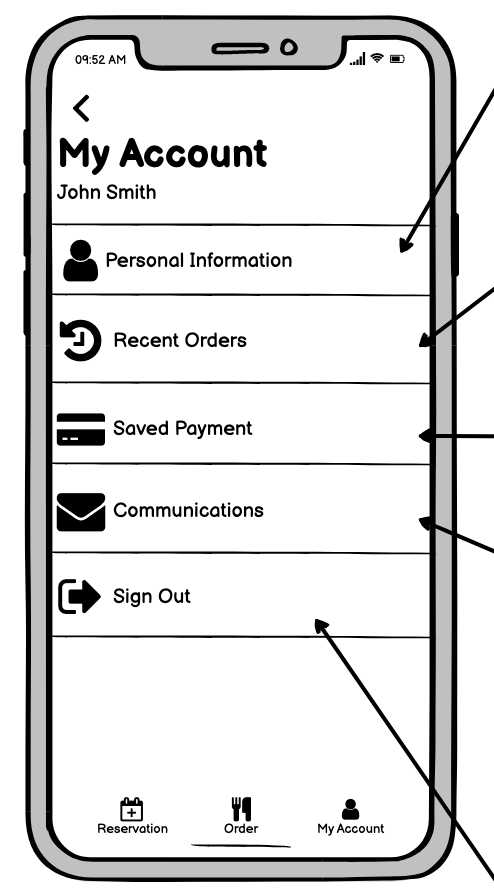 09:52 AM
My Account
John Smith
Personal Information
Recent Orders
Saved Payment
Communications
Sign Out
Reservation
Order
My Account